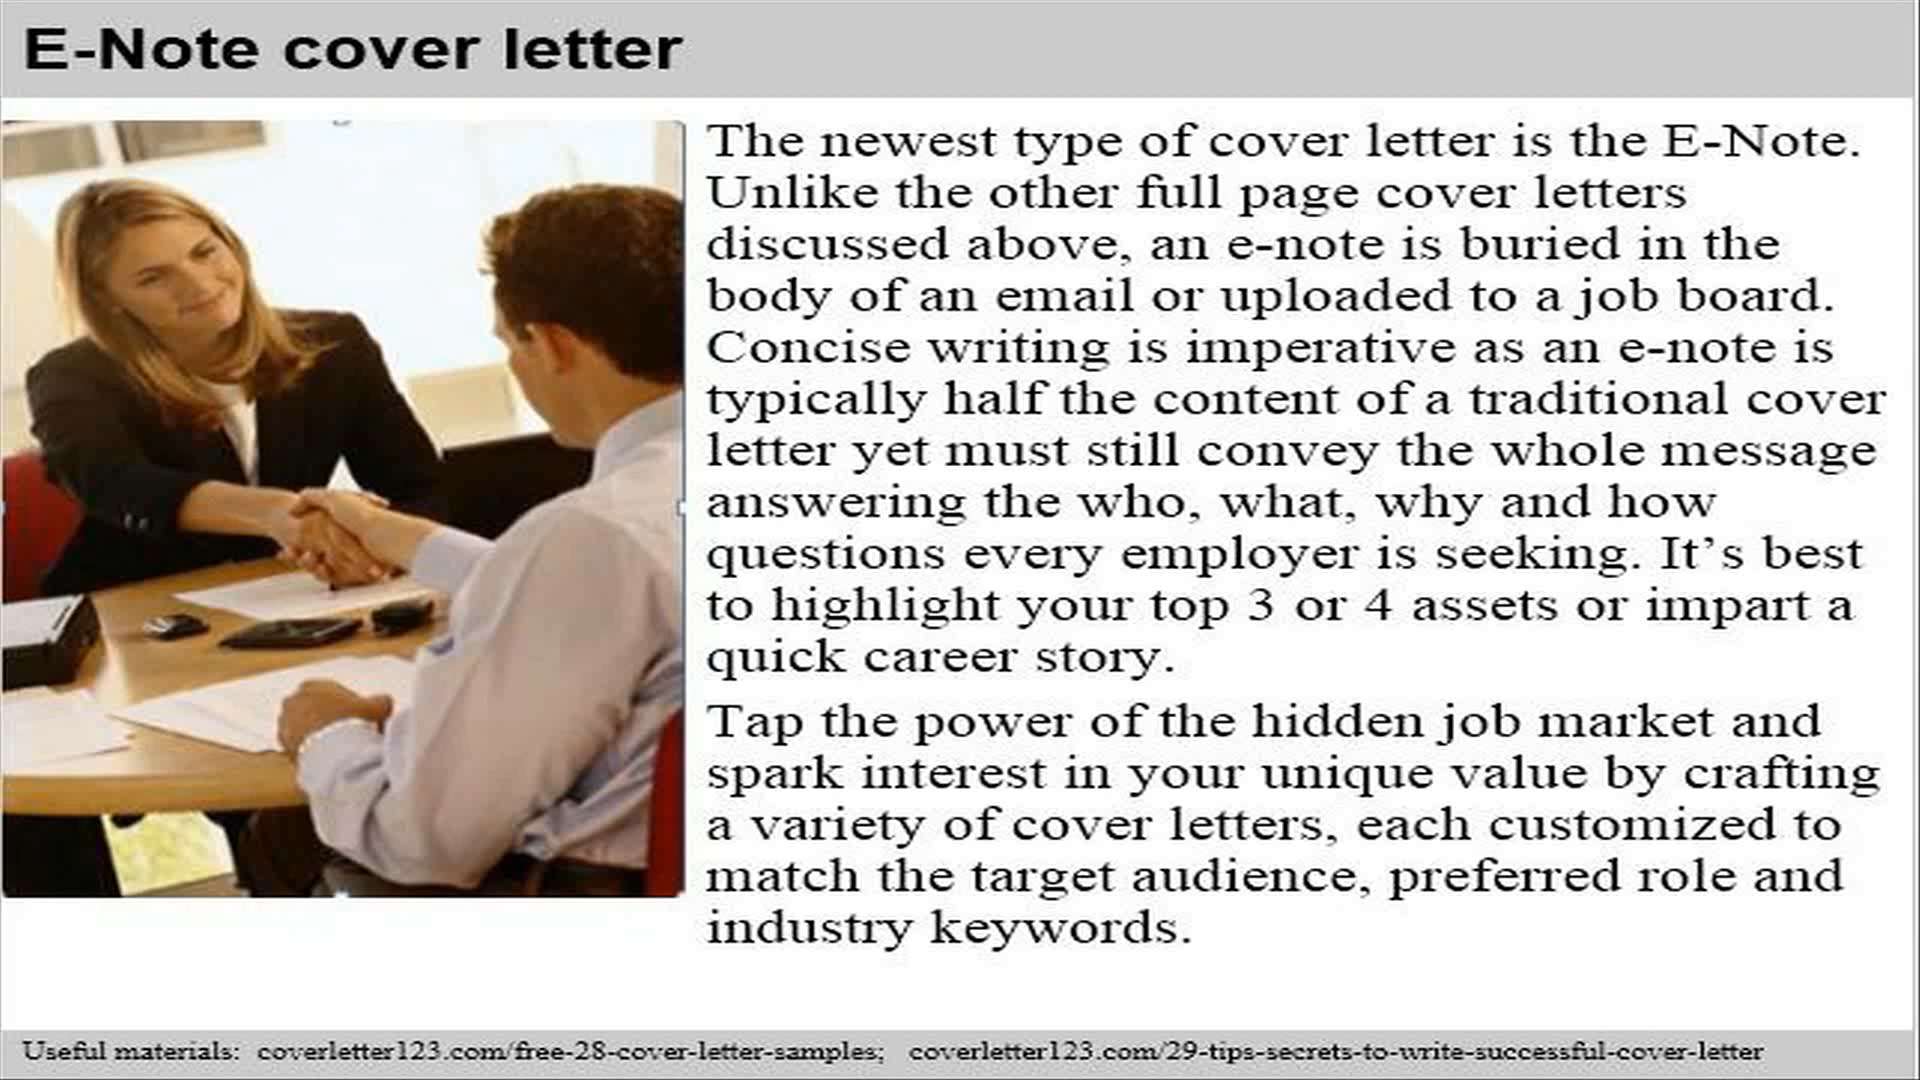 E-Note cover letter
The newest type of cover letter is the E-Note.
Unlike the other full page cover letters
discussed above, an e-note is buried in the
body of an email or uploaded to a job board.
Concise writing is imperative as an e-note is
typically half the content of a traditional cover
letter yet must still convey the whole message
answering the who, what, why and how
questions every employer is seeking. It’s best
to highlight your top 3 or 4 assets or impart a
quick career story.
Tap the power of the hidden job market and
spark interest in your unique value by crafting
a variety of cover letters, each customized to
match the target audience, preferred role and
industry keywords.
Useful materials: coverletter123.com/free-28-cover-letter-samples; coverletter123.com/29-tips-secrets-to-write-successful-cover-letter